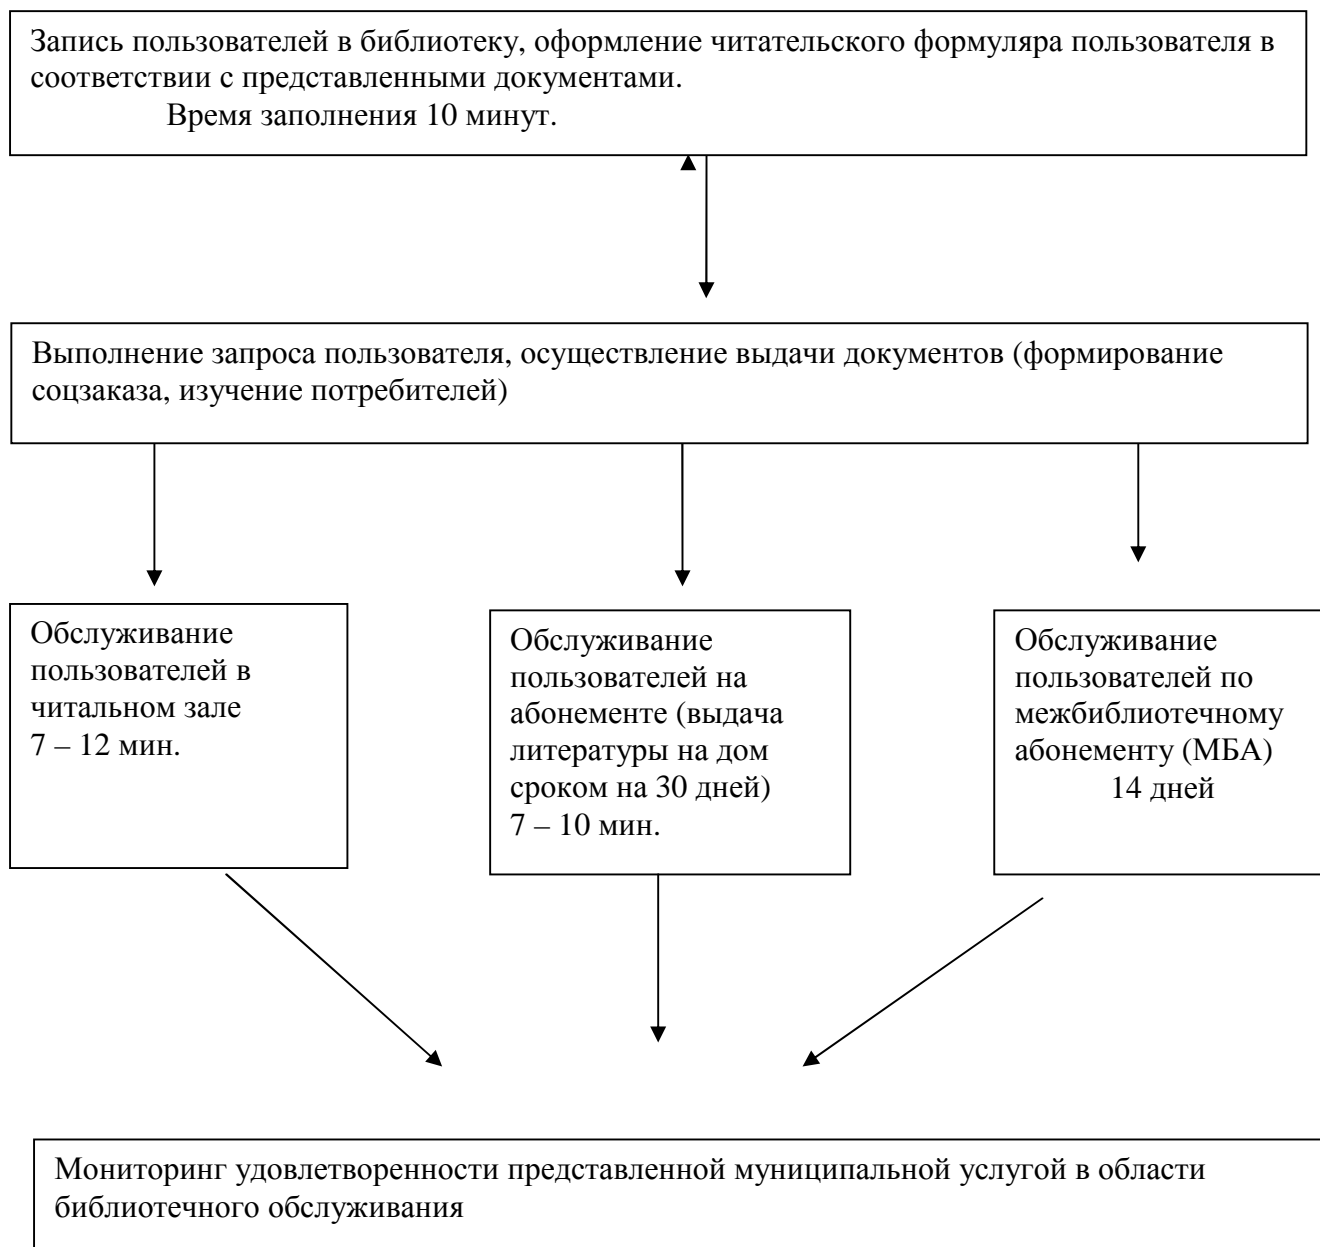 Запись пользователей в библиотеку, оформление читательского формуляра пользователя в
соответствии с представленными документами.
Время заполнения 10 минут.
Выполнение запроса пользователя, осуществление выдачи документов (формирование
соцзаказа, изучение потребителей)
Обслуживание
пользователей в
читальном зале
7 – 12 мин.
Обслуживание
пользователей на
абонементе (выдача
литературы на дом
сроком на 30 дней)
7 – 10 мин.
Обслуживание
пользователей по
межбиблиотечному
абонементу (МБА)
14 дней
Мониторинг удовлетворенности представленной муниципальной услугой в области
библиотечного обслуживания